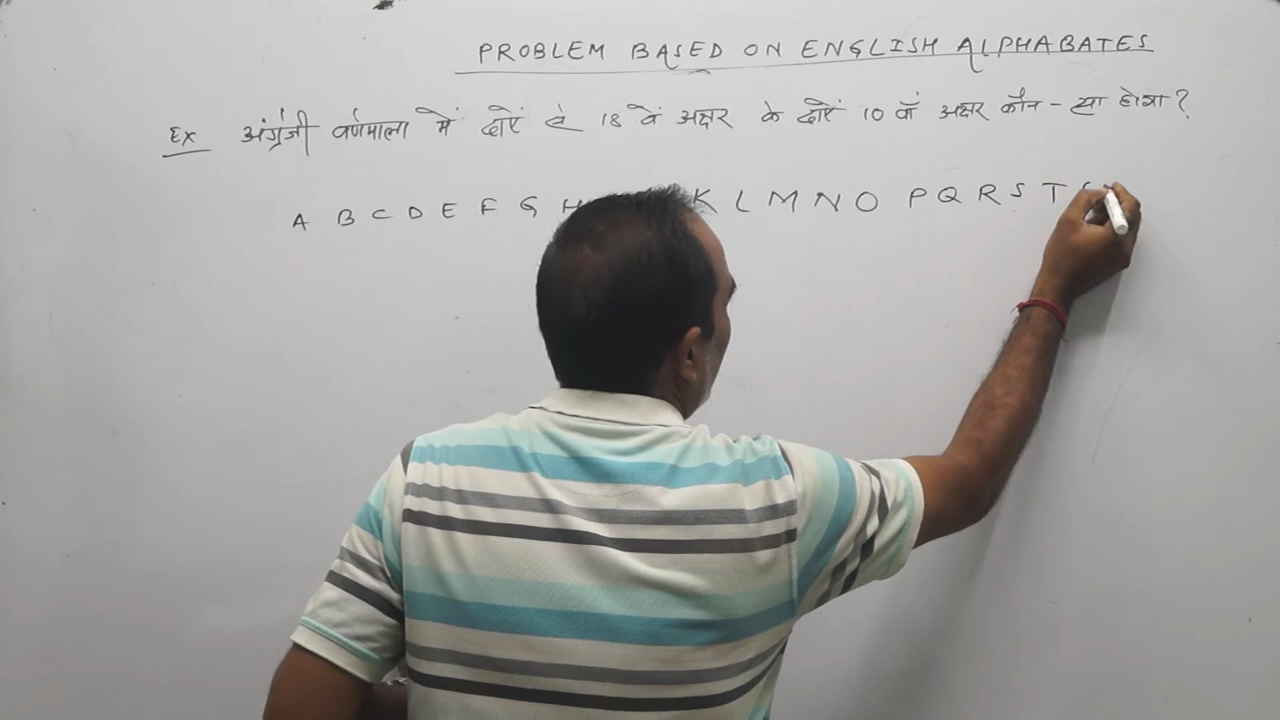 PROBLEM BASED ON ENGLISH ALPHABATES
Ex अंग्रेजी वर्णमाला में दाएं से 18 वें अक्षर के दाएं 10 वाँ अक्षर कौन - सा होगा ?
A B C D E F G H K L M N O P Q R S T